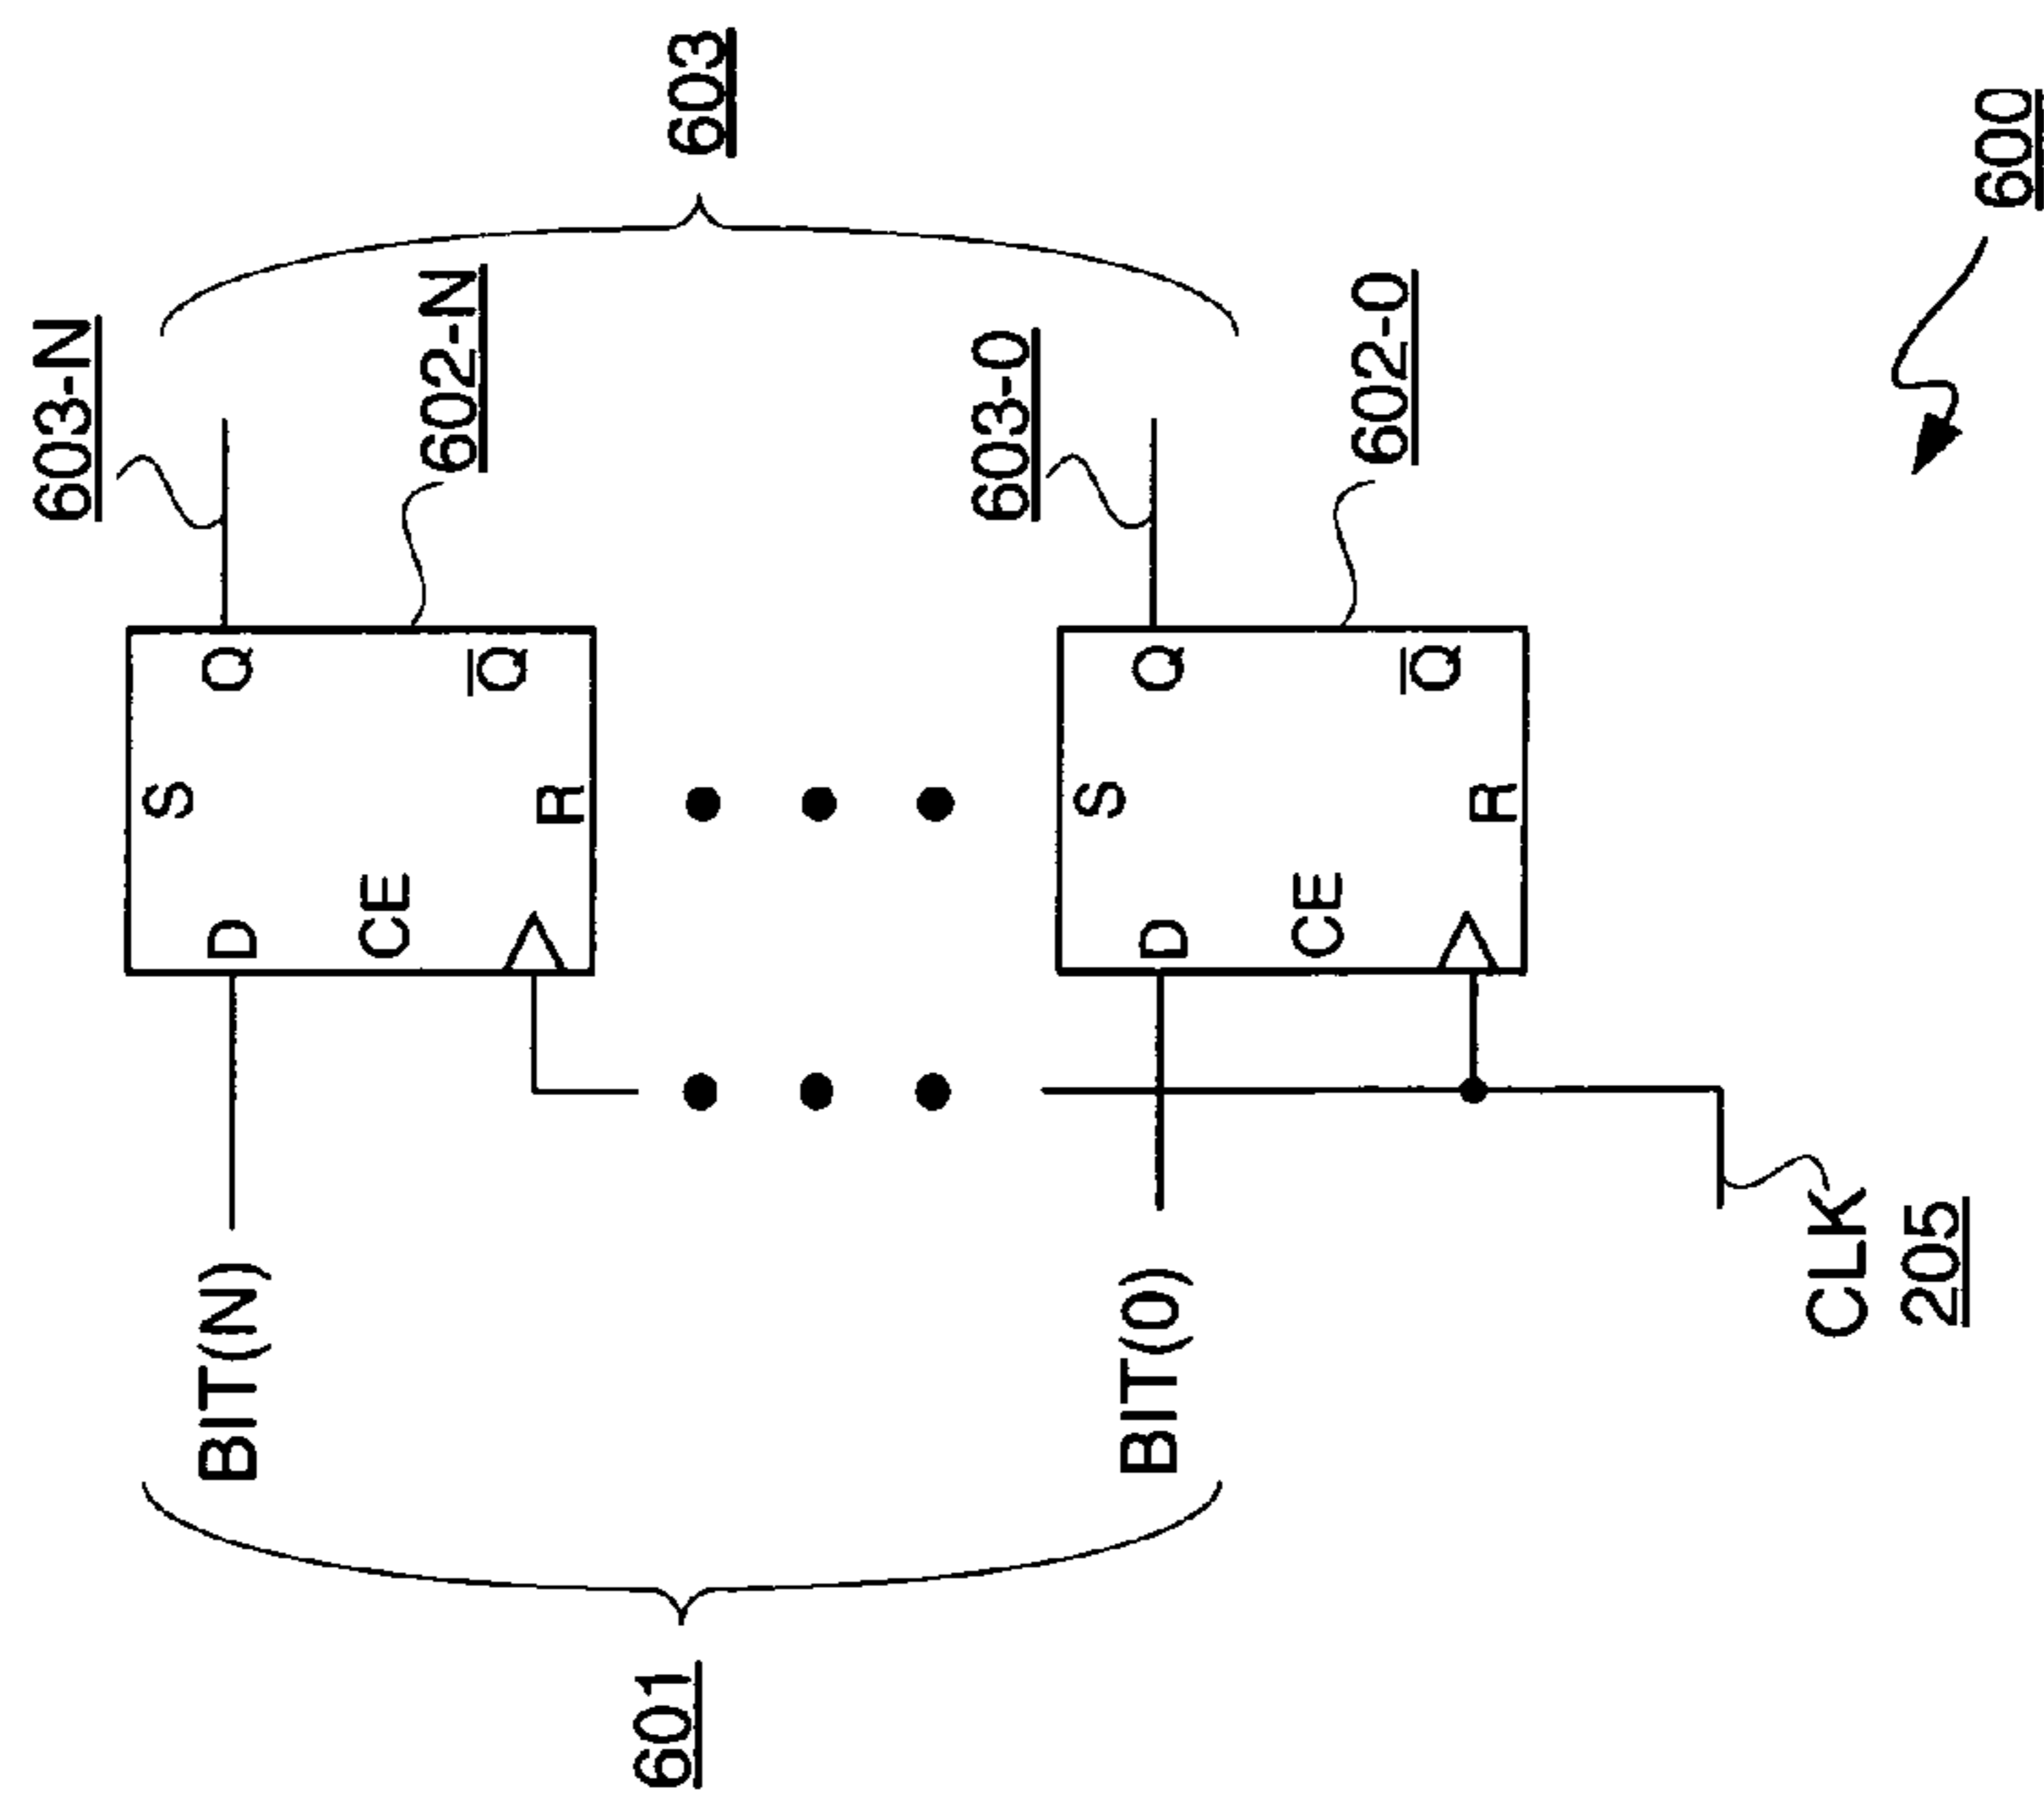 603
603-N
602-N
S
Q
Q̅
D
CE
R
BIT(N)
601
603-0
602-0
S
Q
Q̅
D
CE
R
BIT(0)
CLK
205
600